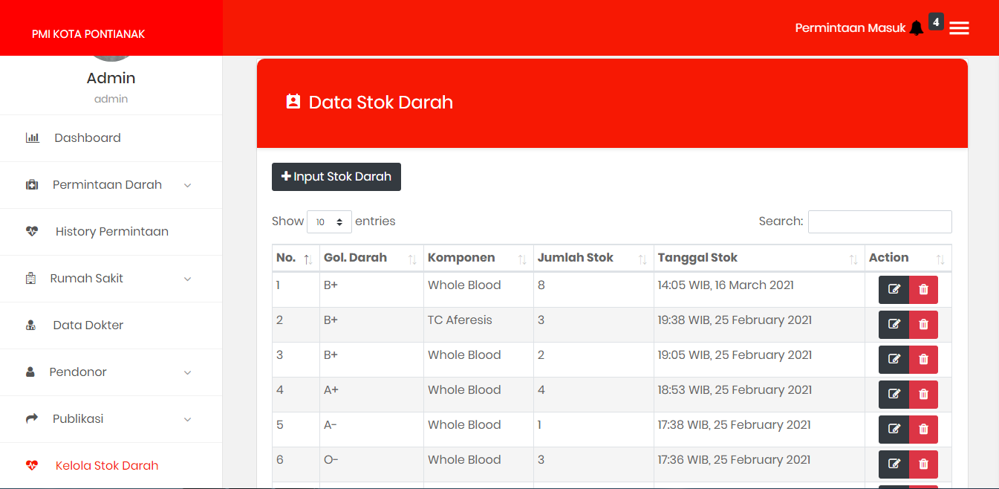 PMI KOTA PONTIANAK
Permintaan Masuk 4
Admin
admin
Dashboard
Permintaan Darah
History Permintaan
Rumah Sakit
Data Dokter
Pendonor
Publikasi
Kelola Stok Darah
Data Stok Darah
Input Stok Darah
Show 10 entries
Search:
No. Gol. Darah Komponen Jumlah Stok Tanggal Stok Action
1 B+ Whole Blood 8 14:05 WIB, 16 March 2021
2 B+ TC Aferesis 3 19:38 WIB, 25 February 2021
3 B+ Whole Blood 2 19:05 WIB, 25 February 2021
4 A+ Whole Blood 4 18:53 WIB, 25 February 2021
5 A- Whole Blood 1 17:38 WIB, 25 February 2021
6 O- Whole Blood 3 17:36 WIB, 25 February 2021